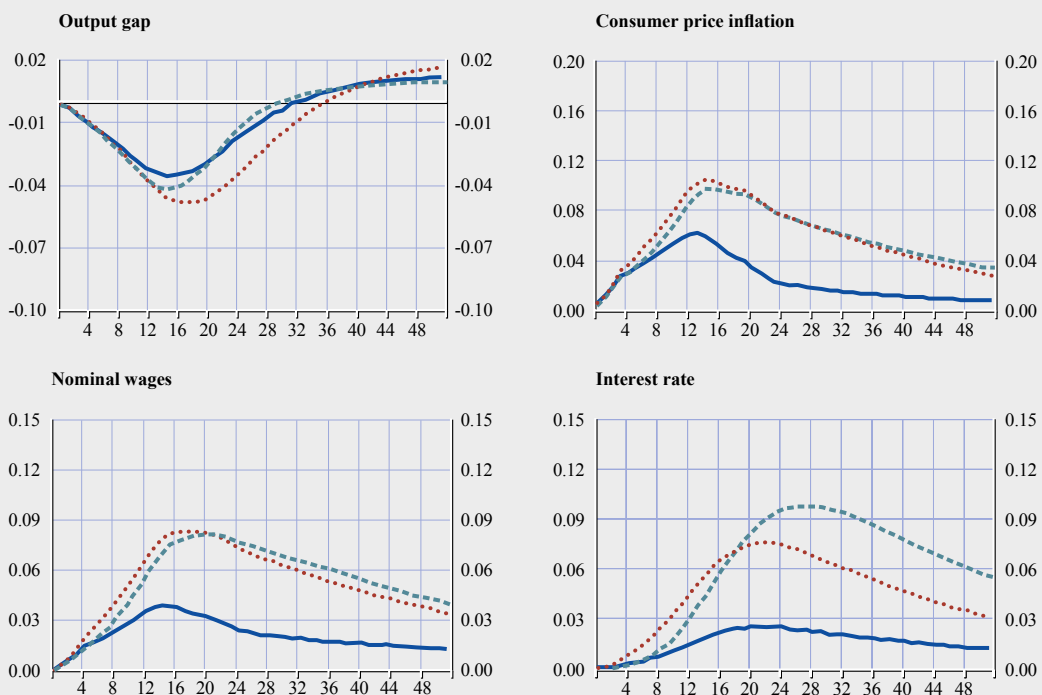 Output gap
0.02 0.02
-0.01 -0.01
-0.04 -0.04
-0.07 -0.07
-0.10 -0.10
4 8 12 16 20 24 28 32 36 40 44 48
Consumer price inflation
0.20 0.20
0.16 0.16
0.12 0.12
0.08 0.08
0.04 0.04
0.00 0.00
4 8 12 16 20 24 28 32 36 40 44 48
Nominal wages
0.15 0.15
0.12 0.12
0.09 0.09
0.06 0.06
0.03 0.03
0.00 0.00
4 8 12 16 20 24 28 32 36 40 44 48
Interest rate
0.15 0.15
0.12 0.12
0.09 0.09
0.06 0.06
0.03 0.03
0.00 0.00
4 8 12 16 20 24 28 32 36 40 44 48